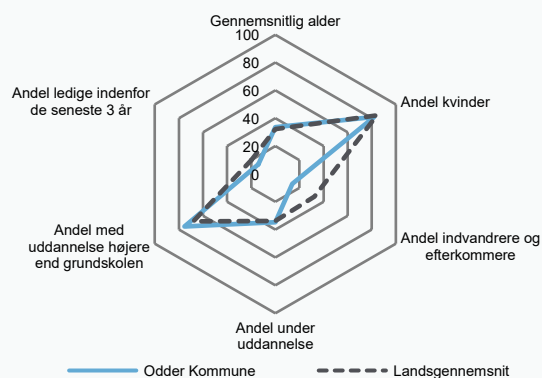 Gennemsnitlig alder
100
80
60
40
20
0
Andel kvinder
Andel indvandrere og
efterkommere
Andel under
uddannelse
Andel med
uddannelse højere
end grundskolen
Andel ledige indenfor
de seneste 3 år
Odder Kommune
Landsgennemsnit